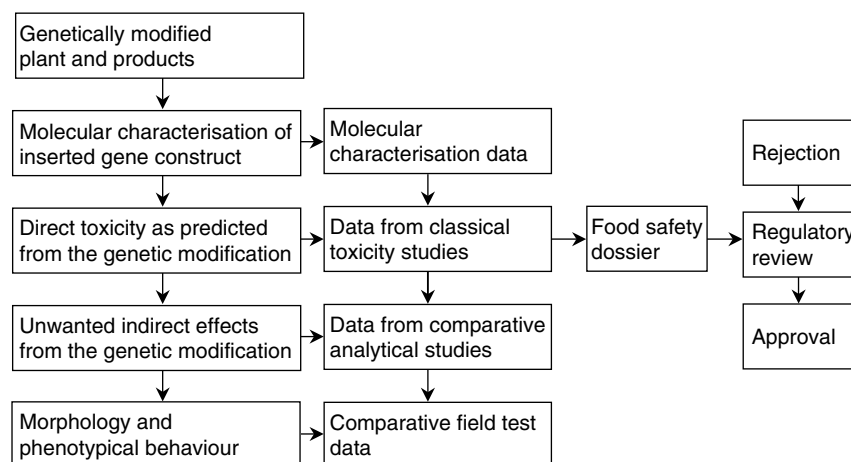 Genetically modified
plant and products
Molecular characterisation of
inserted gene construct
Molecular
characterisation data
Rejection
Direct toxicity as predicted
from the genetic modification
Data from classical
toxicity studies
Food safety
dossier
Regulatory
review
Unwanted indirect effects
from the genetic modification
Data from comparative
analytical studies
Approval
Morphology and
phenotypical behaviour
Comparative field test
data